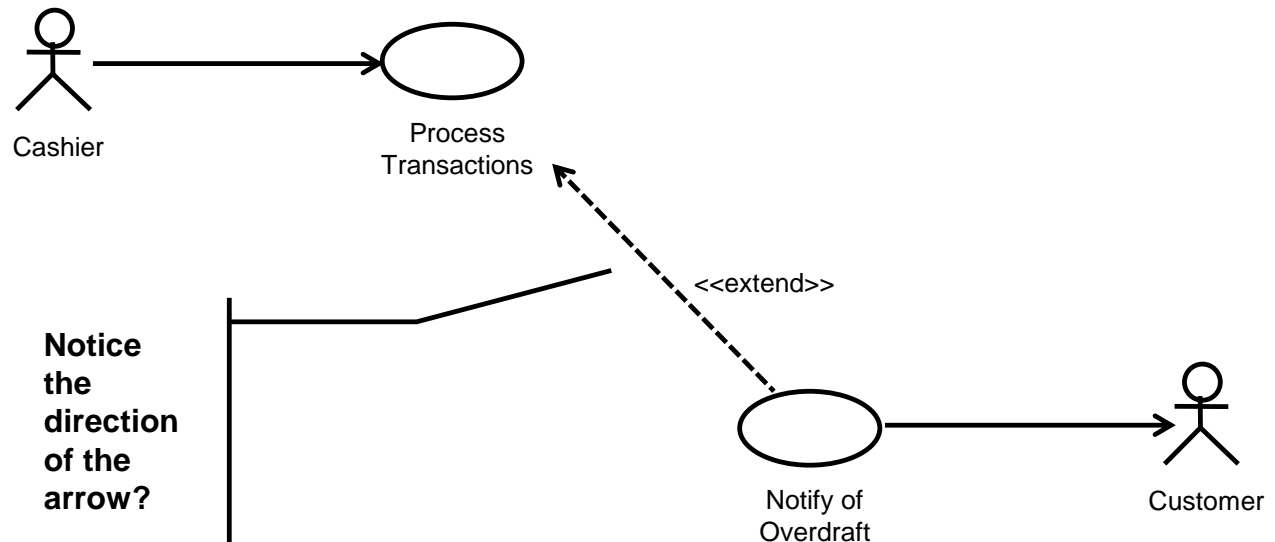 Cashier
Process
Transactions
<<extend>>
Notice
the
direction
of the
arrow?
Notify of
Overdraft
Customer